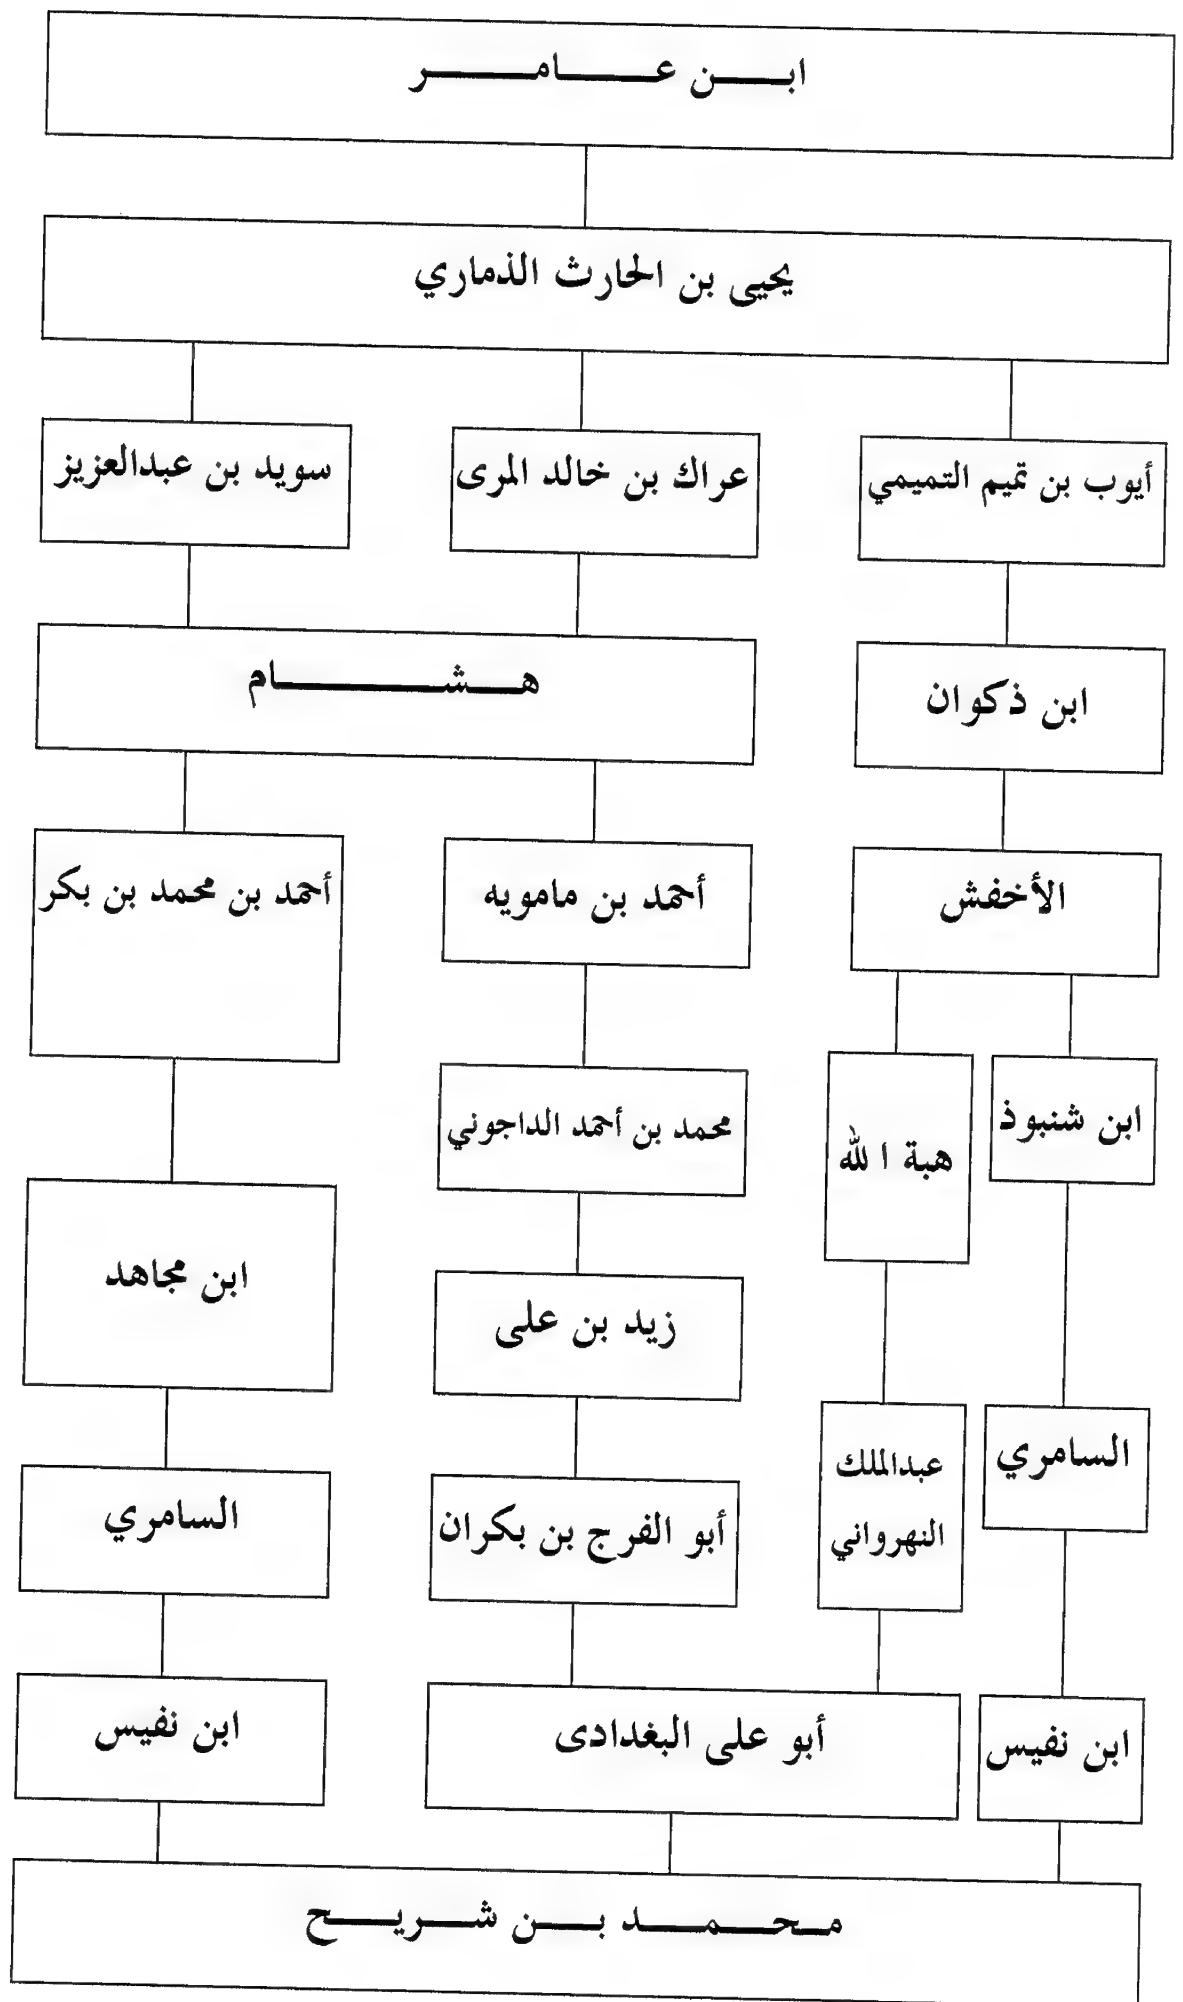 ابن عامر
يحيى بن الحارث الذماري
أيوب بن تميم التميمي
عراك بن خالد المرى
سويد بن عبدالعزيز
ابن ذكوان
هشام
الأخفش
أحمد بن مامويه
أحمد بن محمد بن بكر
ابن شنبوذ
هبة الله
محمد بن أحمد الداجوني
ابن مجاهد
زيد بن على
السامري
عبدالملك
النهرواني
أبو الفرج بن بكران
السامري
ابن نفيس
أبو على البغدادى
ابن نفيس
محمد بن شريح